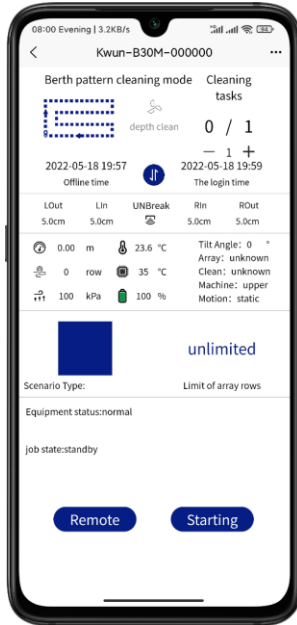 08:00 Evening | 3.2KB/s
Kwun-B30M-000000
Berth pattern cleaning mode
Cleaning tasks
depth clean
0 / 1
— 1 +
2022-05-18 19:57
Offline time
2022-05-18 19:59
The login time
LOut LIn UNBreak RIn ROut
5.0cm 5.0cm 5.0cm 5.0cm
0.00 m 23.6 °C Tilt Angle: 0 °
Array: unknown
0 row 35 °C Clean: unknown
Machine: upper
100 kPa 100 % Motion: static
unlimited
Scenario Type: Limit of array rows
Equipment status:normal
job state:standby
Remote Starting